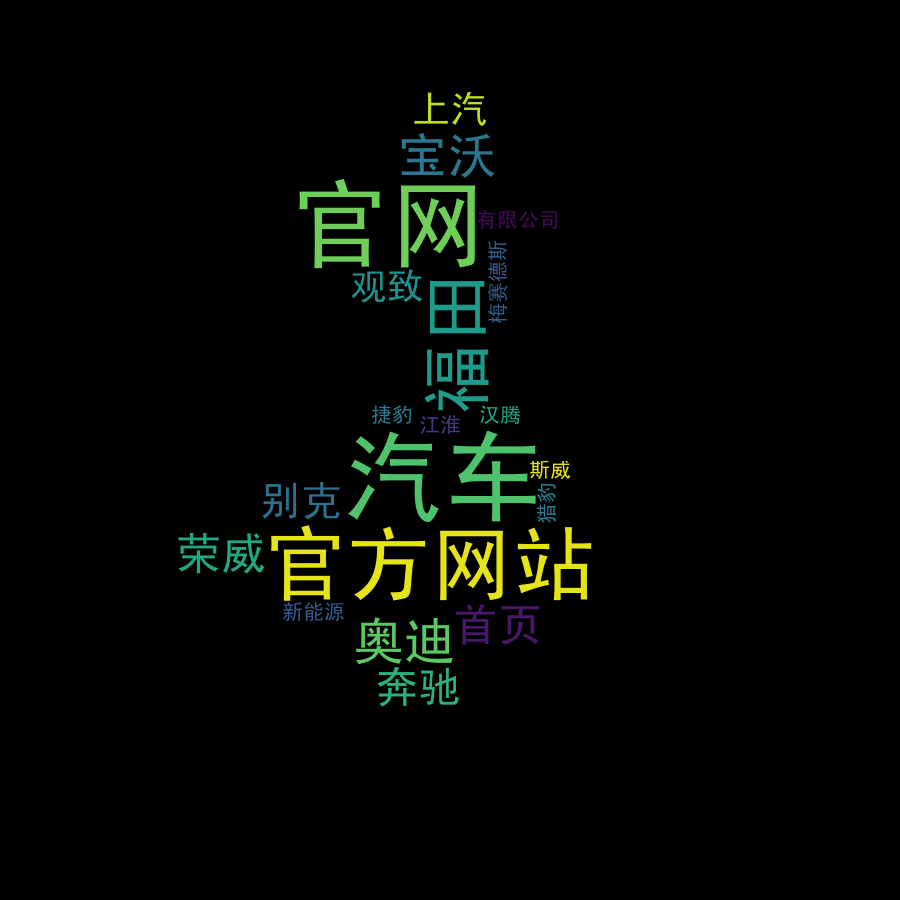 上汽
宝沃
官网
有限公司
梅赛德斯
观致
福田
捷豹
江淮
汉腾
汽车
斯威
猎豹
别克
官方网站
荣威
新能源
首页
奥迪
奔驰